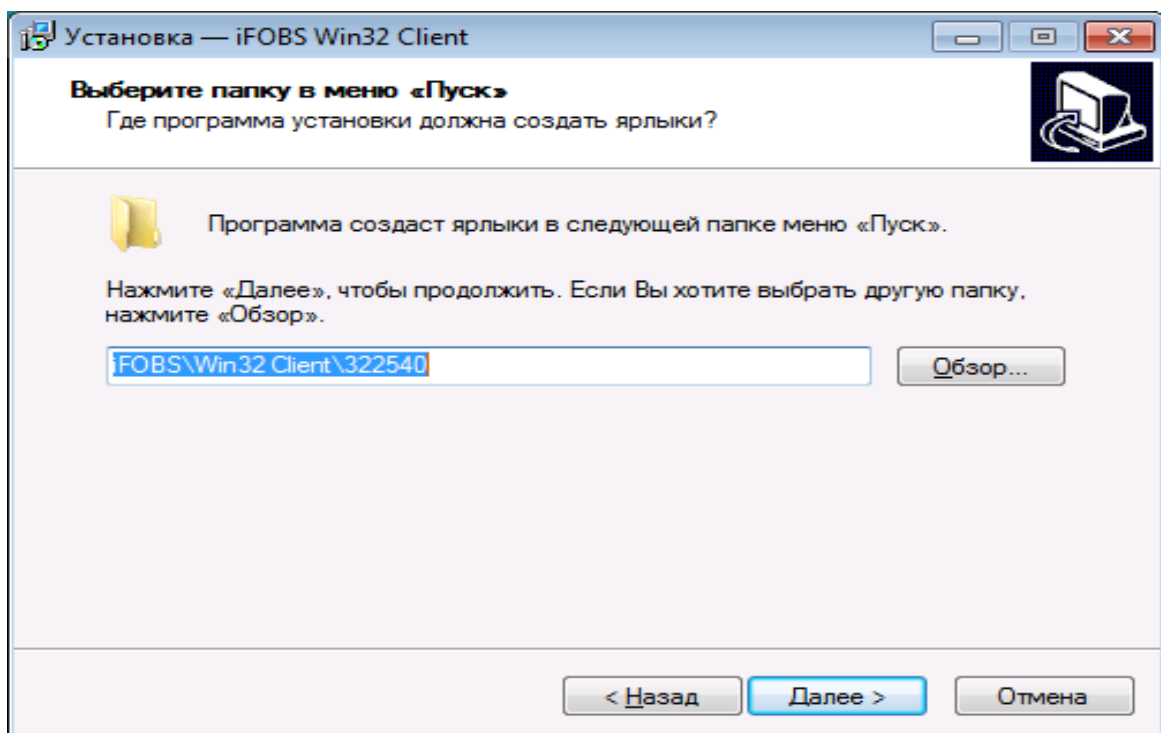 Установка — iFOBS Win32 Client
Выберите папку в меню «Пуск»
Где программа установки должна создать ярлыки?
Программа создаст ярлыки в следующей папке меню «Пуск».
Нажмите «Далее», чтобы продолжить. Если Вы хотите выбрать другую папку,
нажмите «Обзор».
iFOBS\Win32 Client\322540
Обзор...
< Назад
Далее >
Отмена